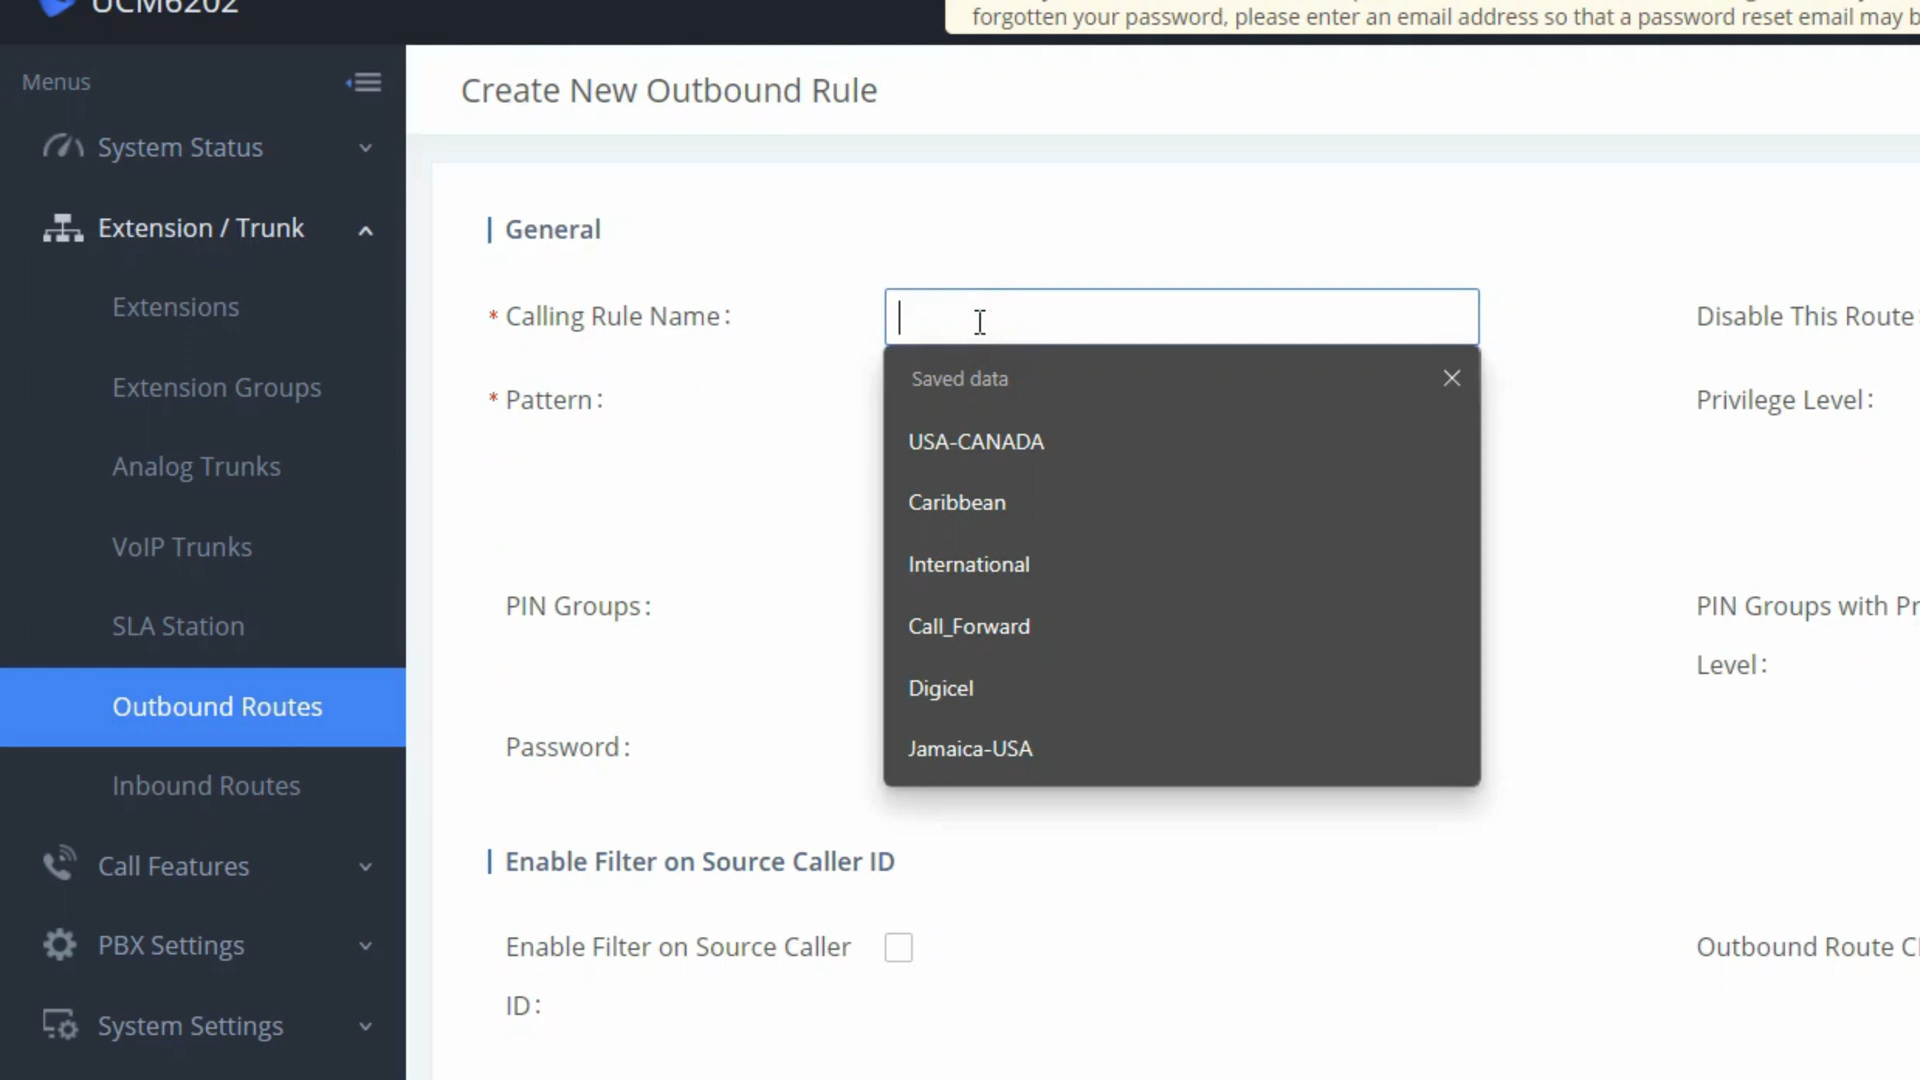 UCM6202
forgotten your password, please enter an email address so that a password reset email may b
Menus
System Status
Extension / Trunk
Extensions
Extension Groups
Analog Trunks
VoIP Trunks
SLA Station
Outbound Routes
Inbound Routes
Call Features
PBX Settings
System Settings
Create New Outbound Rule
General
* Calling Rule Name:
Disable This Route:
* Pattern:
Privilege Level:
Saved data
USA-CANADA
Caribbean
International
Call_Forward
Digicel
Jamaica-USA
PIN Groups:
PIN Groups with Pr
Level:
Password:
Enable Filter on Source Caller ID
Enable Filter on Source Caller
ID:
Outbound Route CI